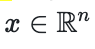 x ∈ ℝⁿ